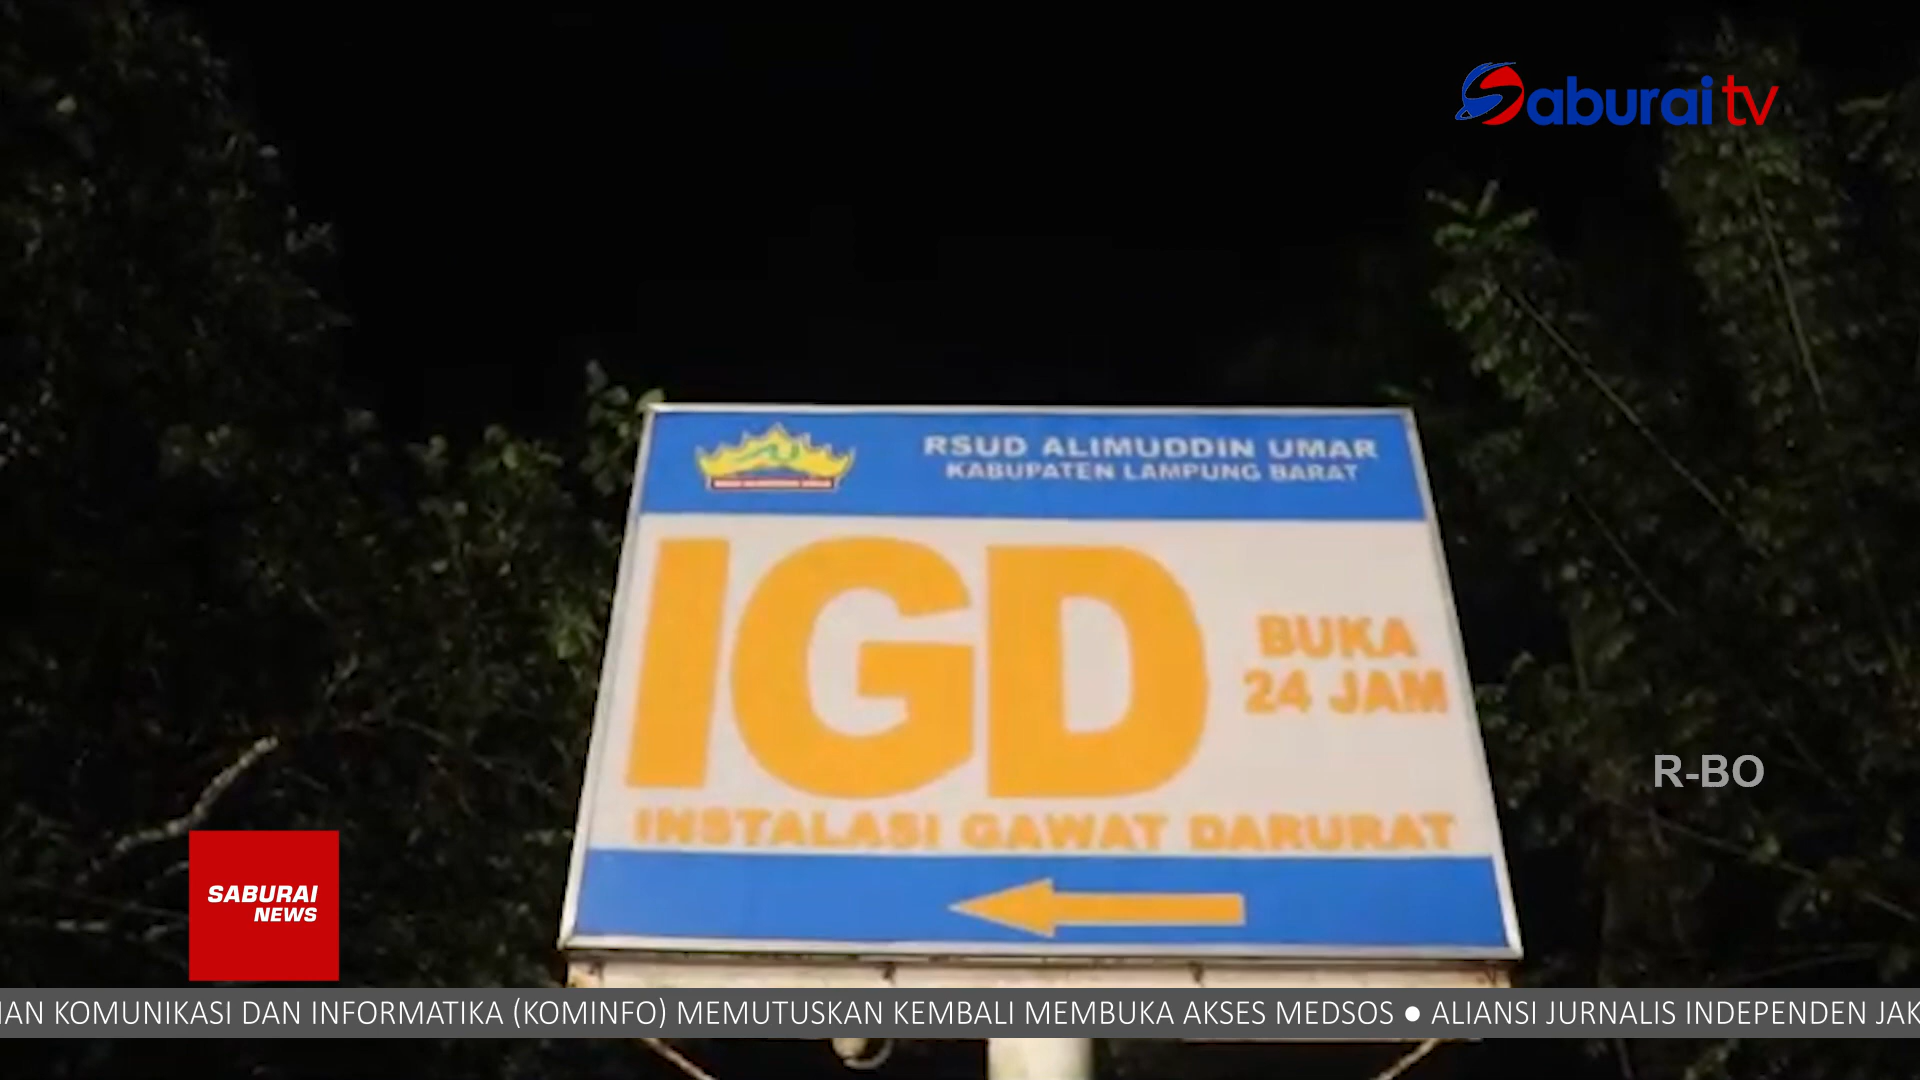 Saburai tv
RSUD ALIMUDDIN UMAR
KABUPATEN LAMPUNG BARAT
IGD
BUKA
24 JAM
INSTALASI GAWAT DARURAT
R-BO
SABURAI
NEWS
IAN KOMUNIKASI DAN INFORMATIKA (KOMINFO) MEMUTUSKAN KEMBALI MEMBUKA AKSES MEDSOS ● ALIANSI JURNALIS INDEPENDEN JAK